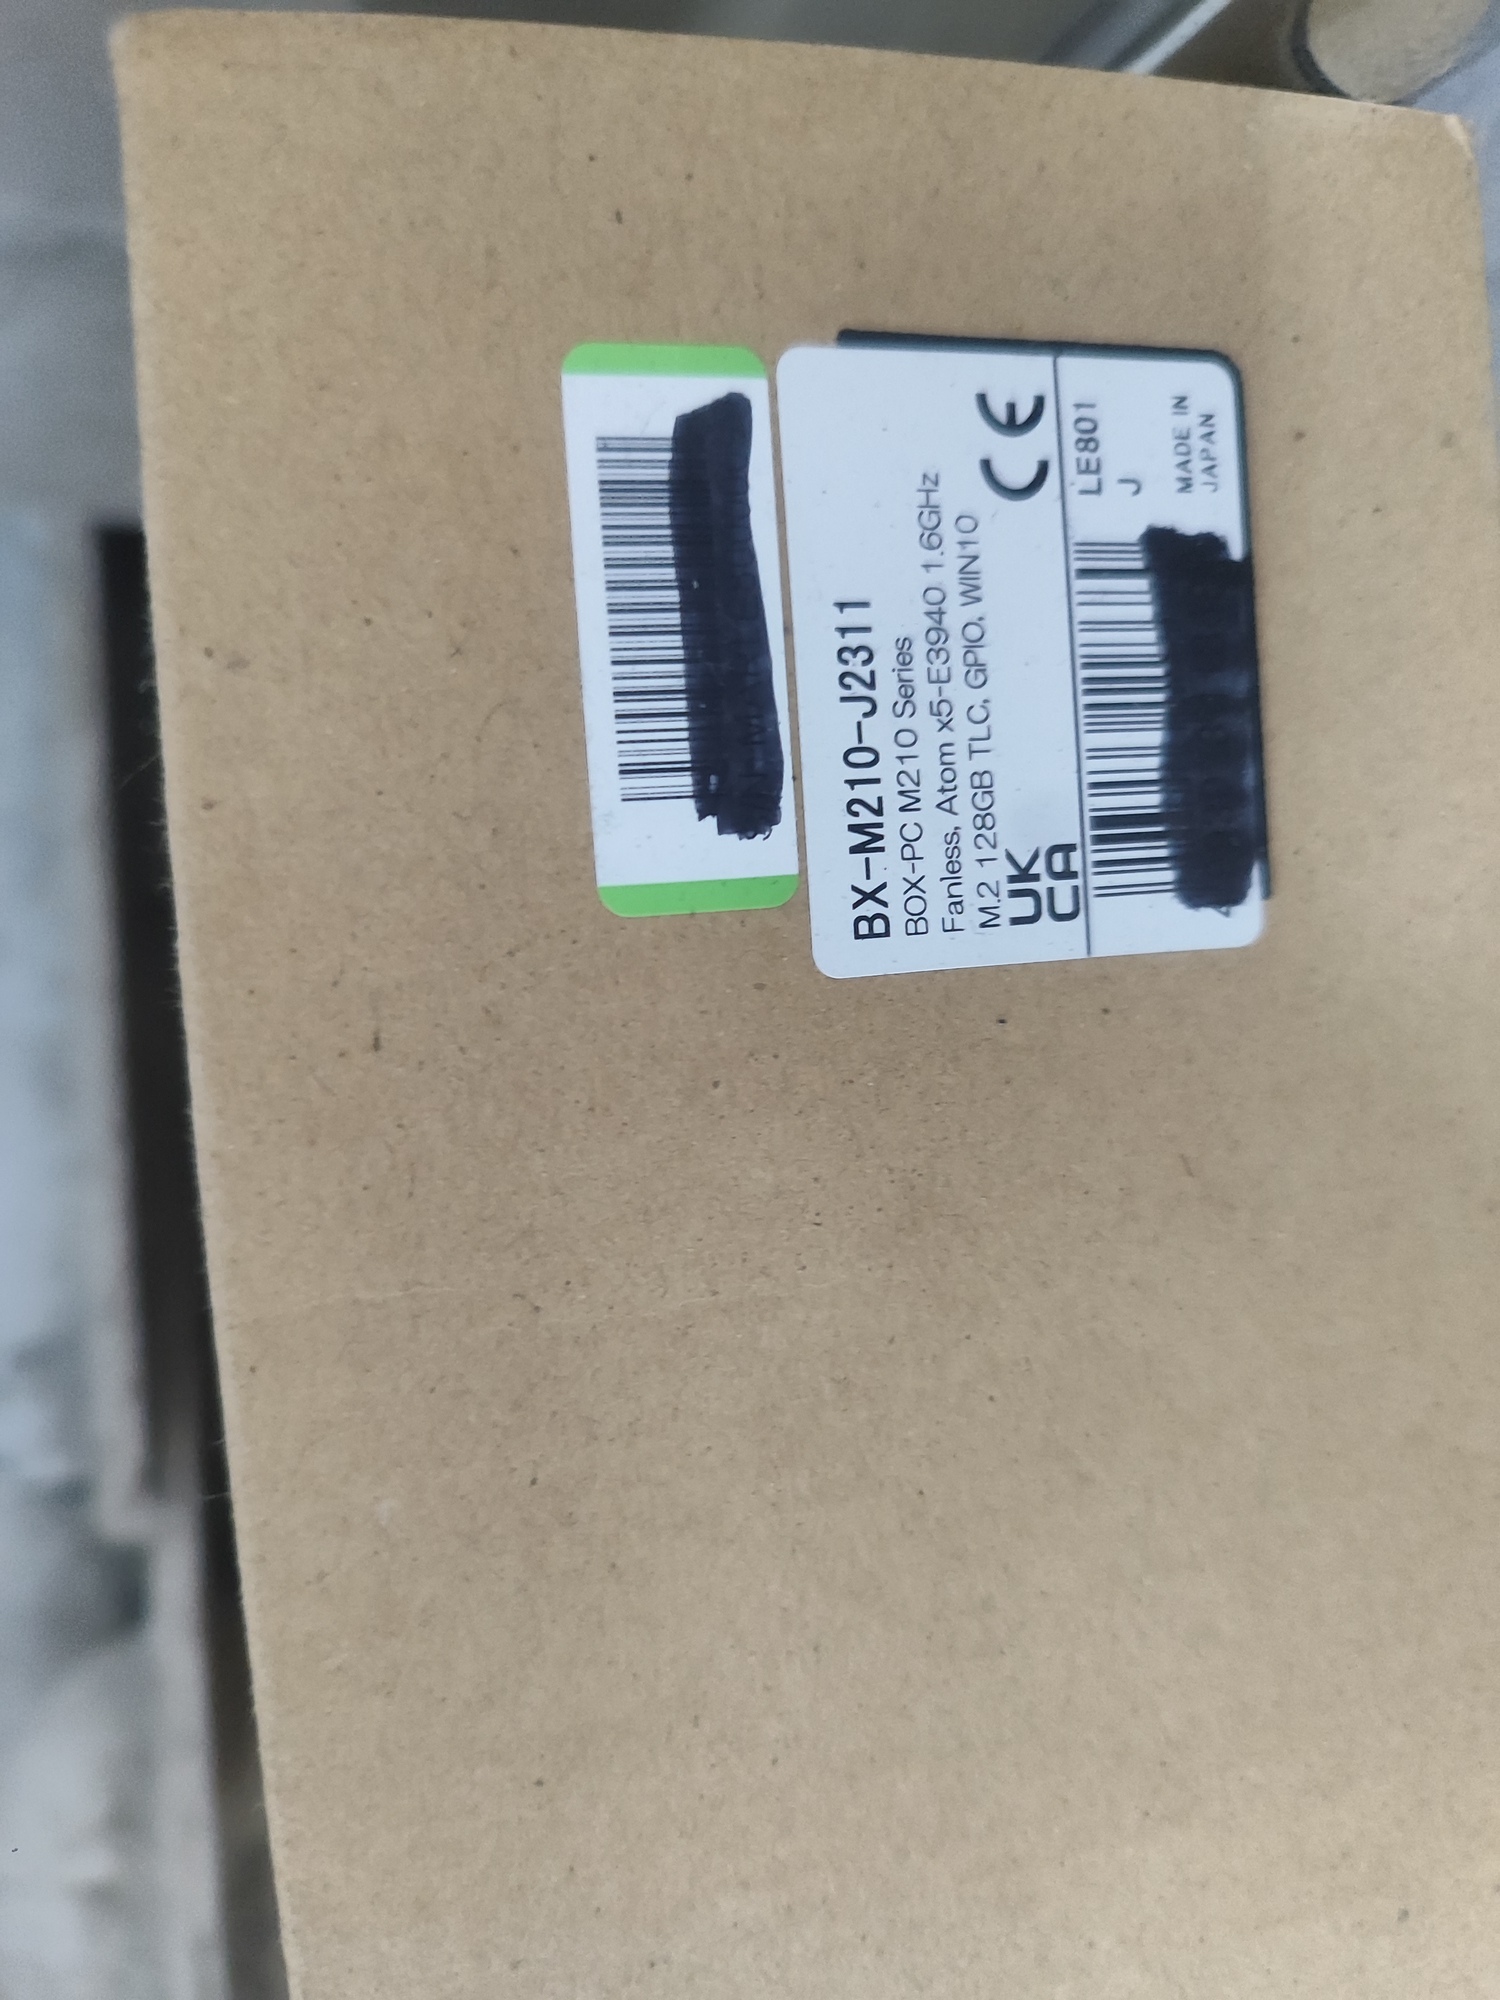 BX-M210-J2311
BOX-PC M210 Series
Fanless, Atom x5-E3940 1.6GHz
M.2 128GB TLC, GPIO, WIN10
UK
CA
CE
LE801
J
MADE IN
JAPAN